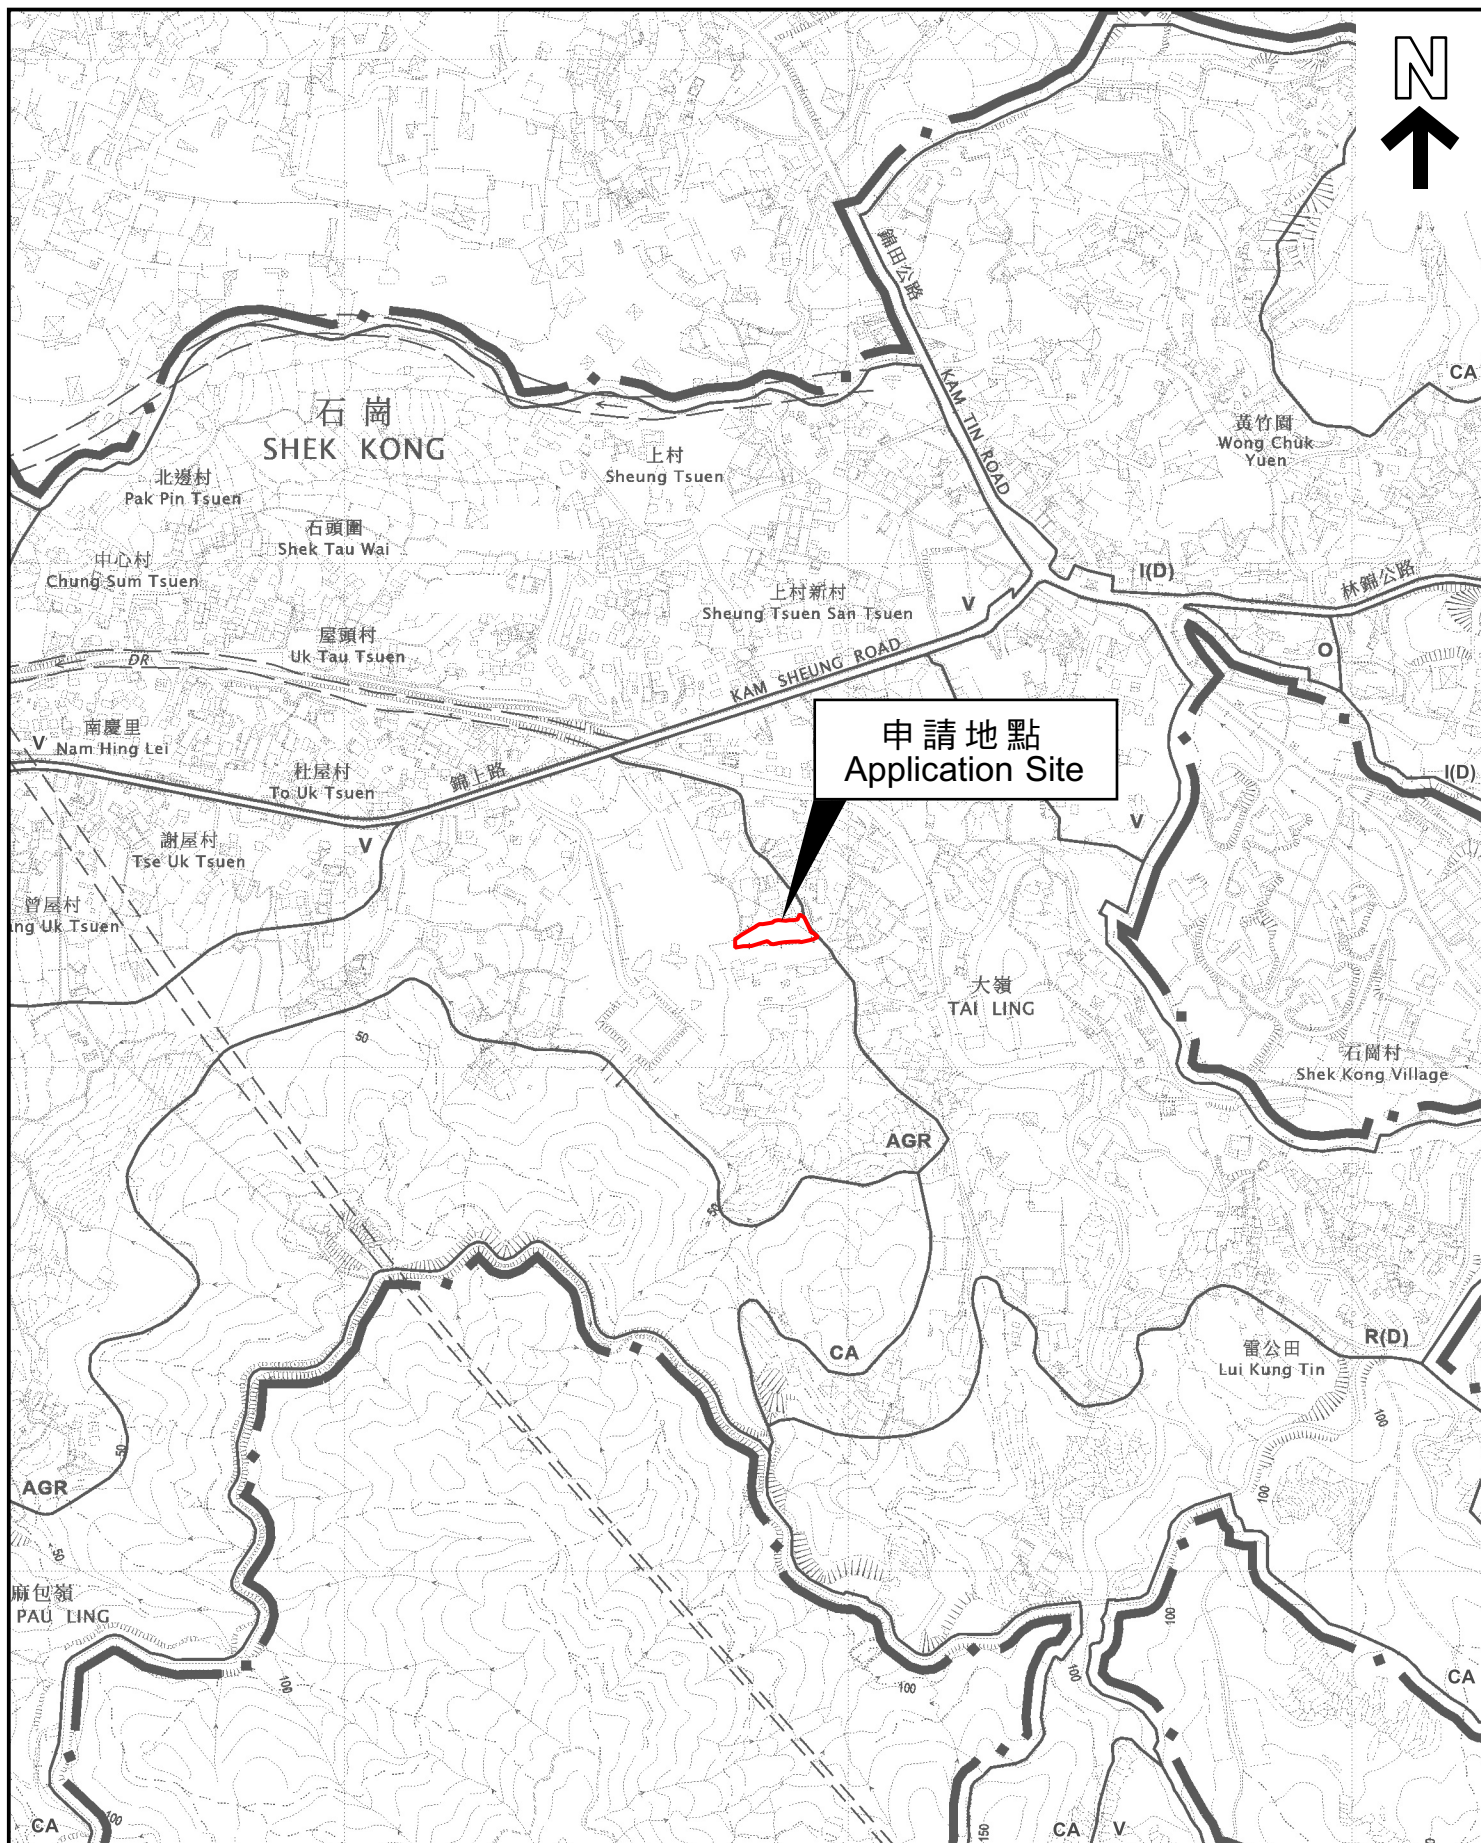 N
錦田公路
KAM TIN ROAD
CA
石崗
SHEK KONG
黃竹園
Wong Chuk
Yuen
上村
Sheung Tsuen
北邊村
Pak Pin Tsuen
石頭圍
Shek Tau Wai
中心村
Chung Sum Tsuen
I(D)
林錦公路
上村新村
Sheung Tsuen San Tsuen
V
屋頭村
Uk Tau Tsuen
DR
KAM SHEUNG ROAD
O
南慶里
Nam Hing Lei
V
申請地點
Application Site
杜屋村
To Uk Tsuen
錦上路
I(D)
謝屋村
Tse Uk Tsuen
V
V
曾屋村
ng Uk Tsuen
大嶺
TAI LING
50
石崗村
Shek Kong Village
AGR
50
CA
雷公田
Lui Kung Tin
R(D)
100
50
AGR
100
50
麻包嶺
PAU LING
100
100
100
100
CA
100
CA
150
CA
V
50